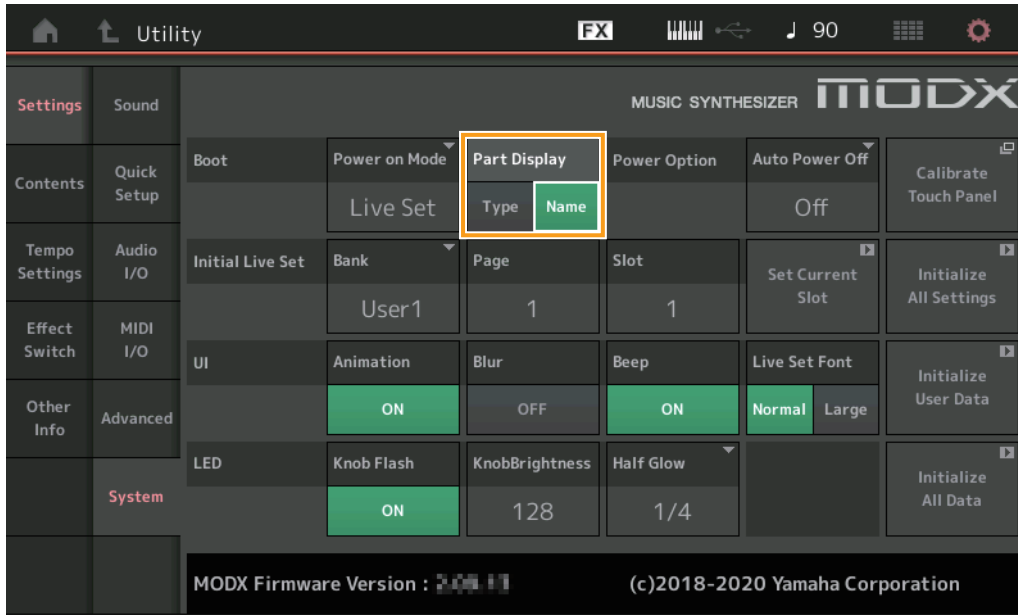 Utility
FX
90
Settings
Sound
MUSIC SYNTHESIZER MODX
Contents
Quick
Setup
Boot
Power on Mode
Live Set
Part Display
Type
Name
Power Option
Auto Power Off
Off
Calibrate
Touch Panel
Tempo
Settings
Audio
I/O
Initial Live Set
Bank
User1
Page
1
Slot
1
Set Current
Slot
Initialize
All Settings
Effect
Switch
MIDI
I/O
UI
Animation
ON
Blur
OFF
Beep
ON
Live Set Font
Normal
Large
Initialize
User Data
Other
Info
Advanced
LED
Knob Flash
ON
KnobBrightness
128
Half Glow
1/4
Initialize
All Data
System
MODX Firmware Version :
(c)2018-2020 Yamaha Corporation